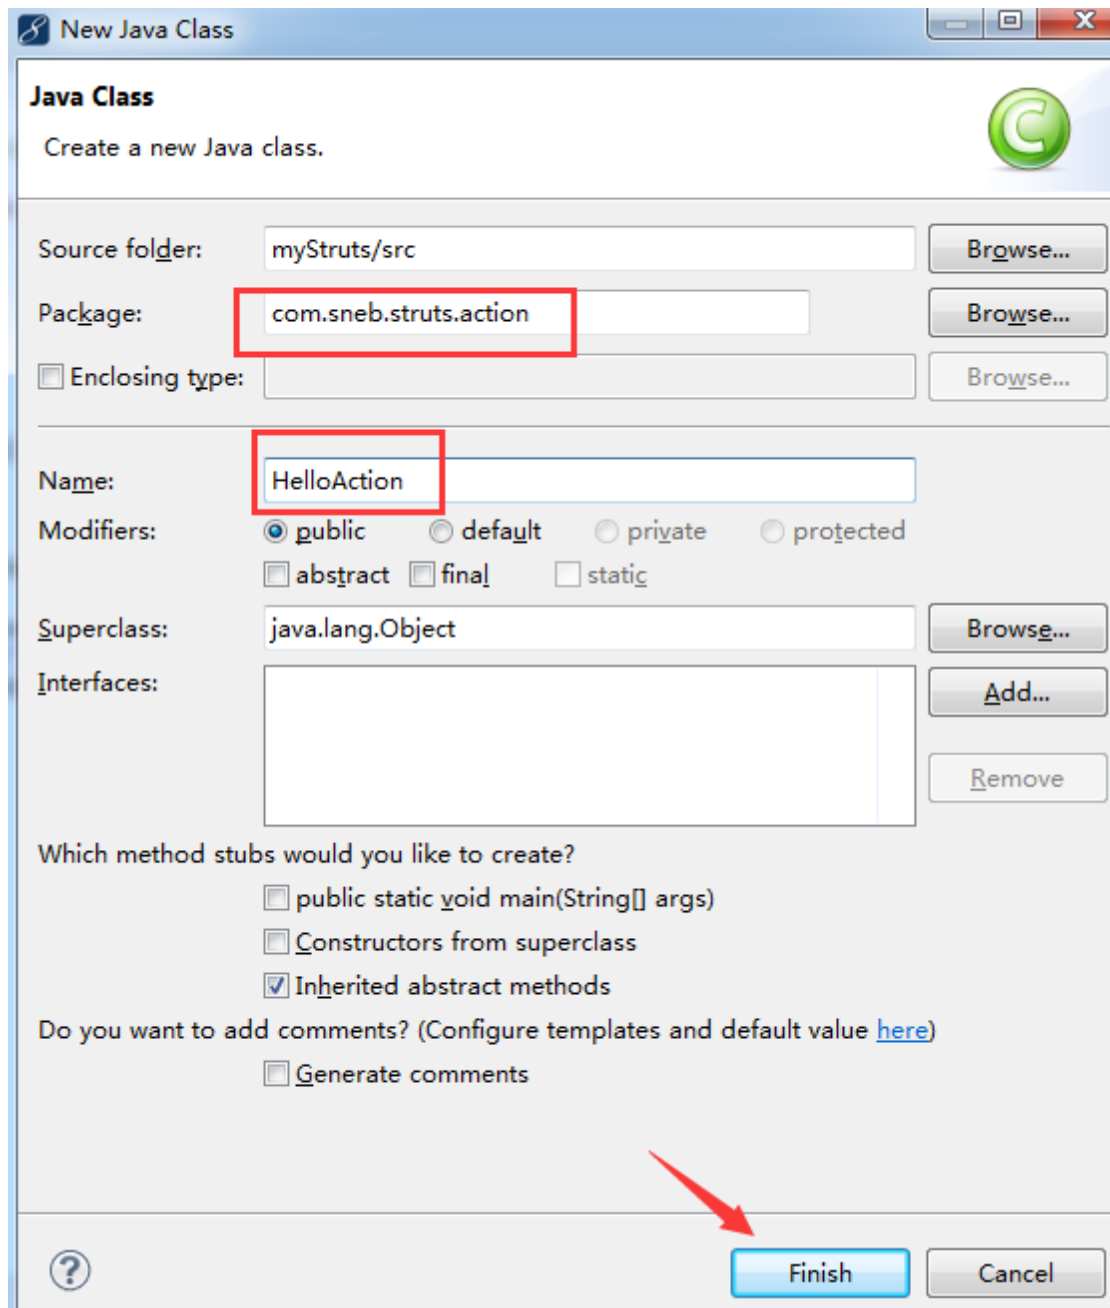 New Java Class
Java Class
Create a new Java class.
Source folder: myStruts/src Browse...
Package: com.sneb.struts.action Browse...
Enclosing type: Browse...
Name: HelloAction
Modifiers: public default private protected
abstract final static
Superclass: java.lang.Object Browse...
Interfaces: Add...
Remove
Which method stubs would you like to create?
public static void main(String[] args)
Constructors from superclass
Inherited abstract methods
Do you want to add comments? (Configure templates and default value here)
Generate comments
Finish Cancel